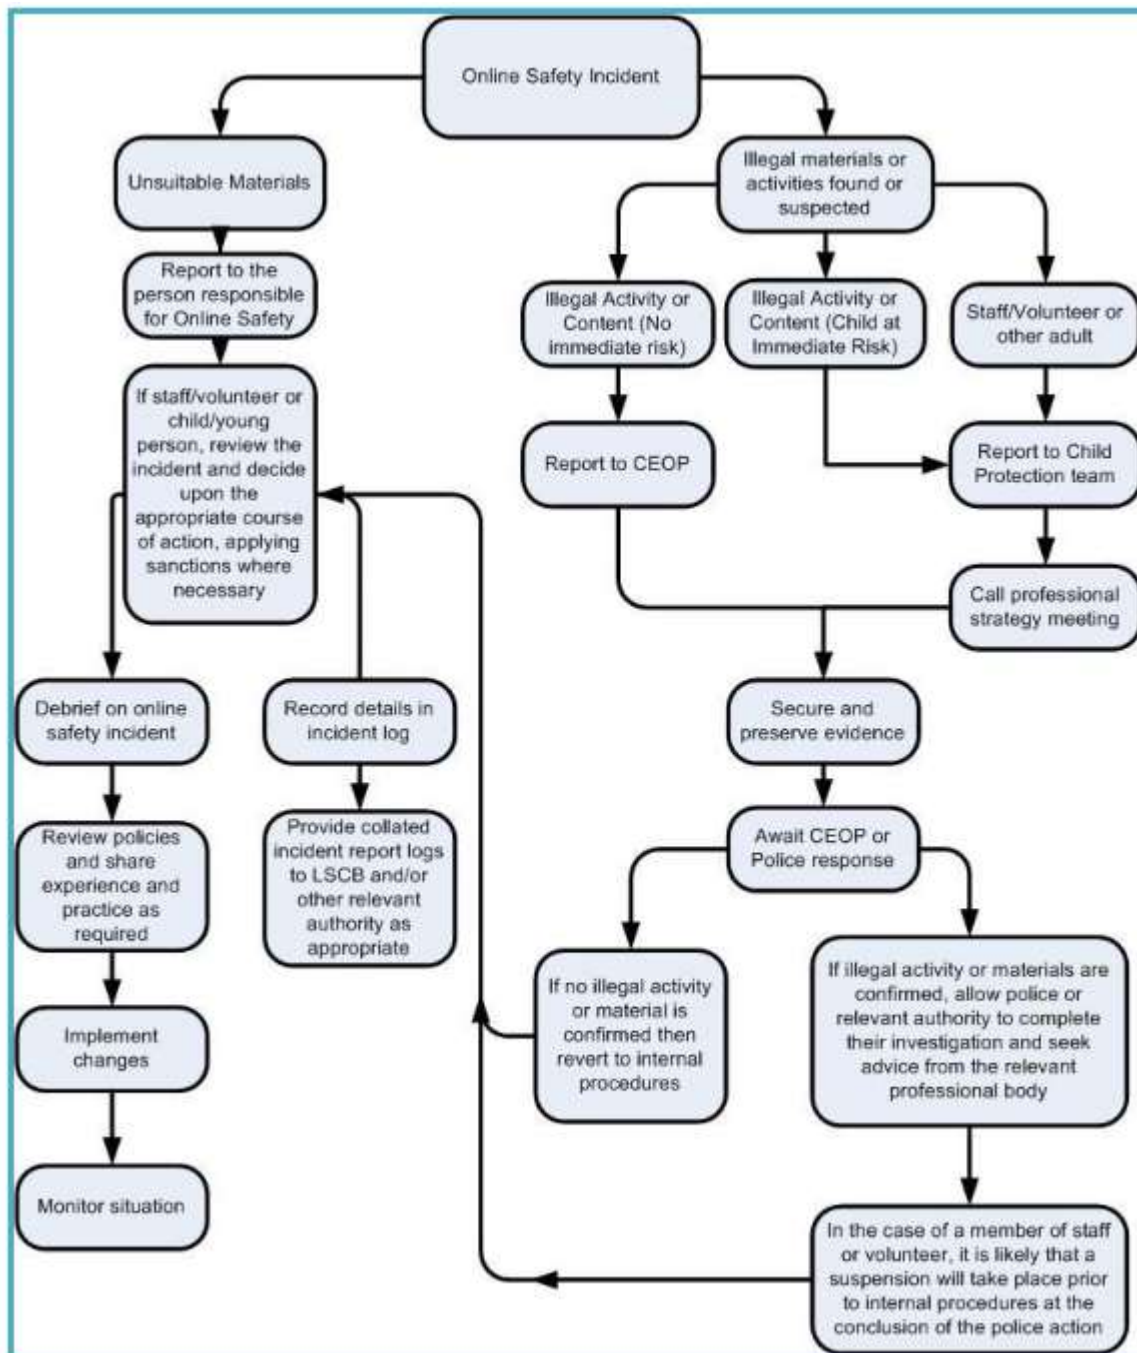 Online Safety Incident
Unsuitable Materials
Illegal materials or
activities found or
suspected
Report to the
person responsible
for Online Safety
Illegal Activity or
Content (No
immediate risk)
Illegal Activity or
Content (Child at
Immediate Risk)
Staff/Volunteer or
other adult
If staff/volunteer or
child/young
person, review the
incident and decide
upon the
appropriate course
of action, applying
sanctions where
necessary
Report to CEOP
Report to Child
Protection team
Call professional
strategy meeting
Debrief on online
safety incident
Record details in
incident log
Secure and
preserve evidence
Review policies
and share
experience and
practice as
required
Provide collated
incident report logs
to LSCB and/or
other relevant
authority as
appropriate
Await CEOP or
Police response
If no illegal activity
or material is
confirmed then
revert to internal
procedures
If illegal activity or materials are
confirmed, allow police or
relevant authority to complete
their investigation and seek
advice from the relevant
professional body
Implement
changes
Monitor situation
In the case of a member of staff
or volunteer, it is likely that a
suspension will take place prior
to internal procedures at the
conclusion of the police action